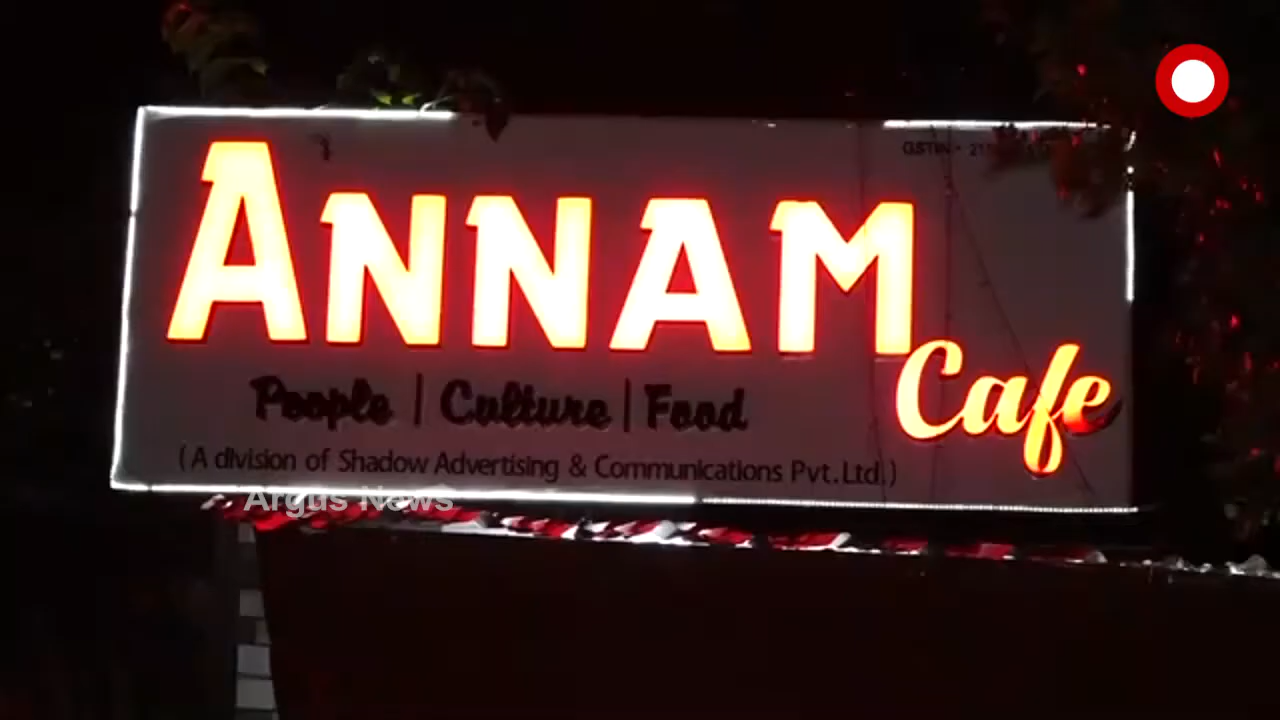 GSTIN
ANNAM
Cafe
People | Culture | Food
( A division of Shadow Advertising & Communications Pvt.Ltd.)
Argus News